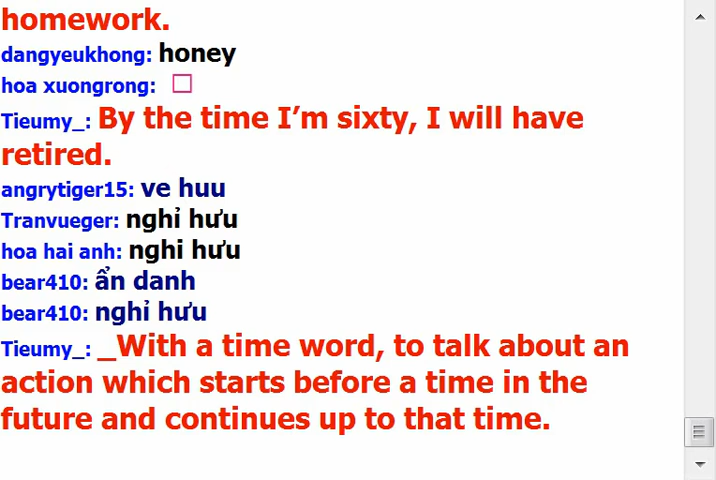 homework.
dangyeukhong: honey
hoa xuongrong: □
Tieumy_: By the time I’m sixty, I will have
retired.
angrytiger15: ve huu
Tranvueger: nghỉ hưu
hoa hai anh: nghi hưu
bear410: ẩn danh
bear410: nghỉ hưu
Tieumy_: _With a time word, to talk about an
action which starts before a time in the
future and continues up to that time.